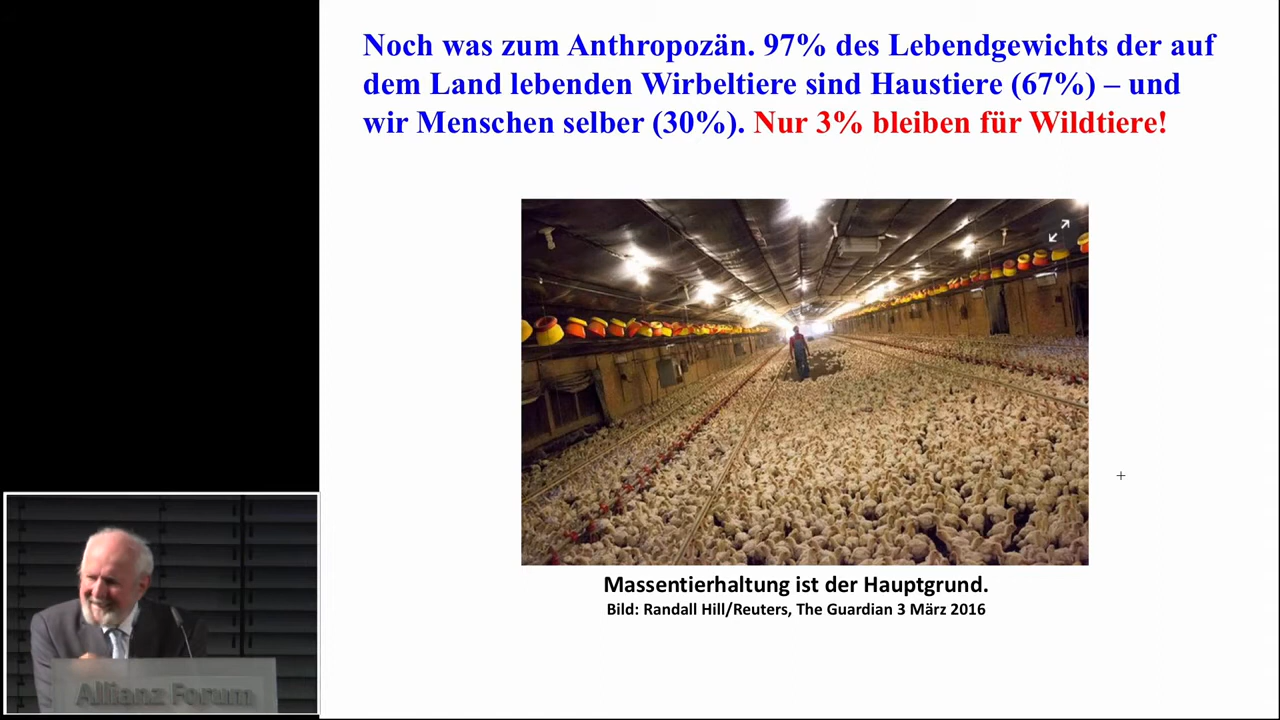 Noch was zum Anthropozän. 97% des Lebendgewichts der auf
dem Land lebenden Wirbeltiere sind Haustiere (67%) – und
wir Menschen selber (30%). Nur 3% bleiben für Wildtiere!
Massentierhaltung ist der Hauptgrund.
Bild: Randall Hill/Reuters, The Guardian 3 März 2016
Allianz Forum